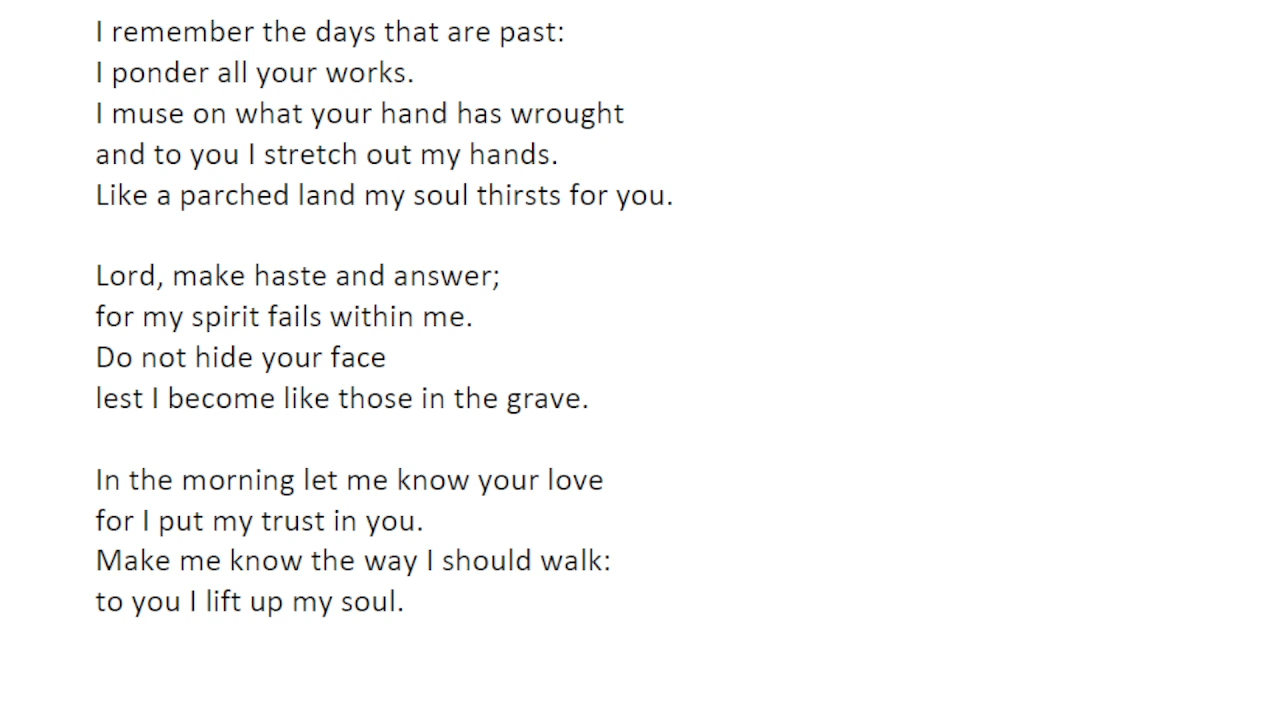 I remember the days that are past:
I ponder all your works.
I muse on what your hand has wrought
and to you I stretch out my hands.
Like a parched land my soul thirsts for you.
Lord, make haste and answer;
for my spirit fails within me.
Do not hide your face
lest I become like those in the grave.
In the morning let me know your love
for I put my trust in you.
Make me know the way I should walk:
to you I lift up my soul.